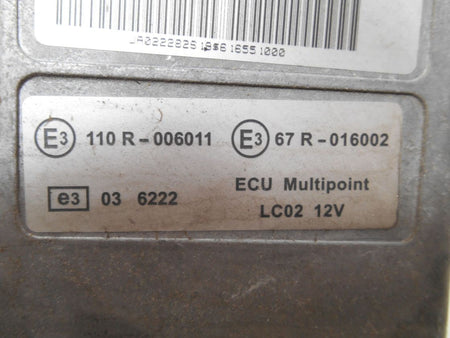 E3 110 R-006011 E3 67 R-016002
e3 03 6222 ECU Multipoint
LC02 12V